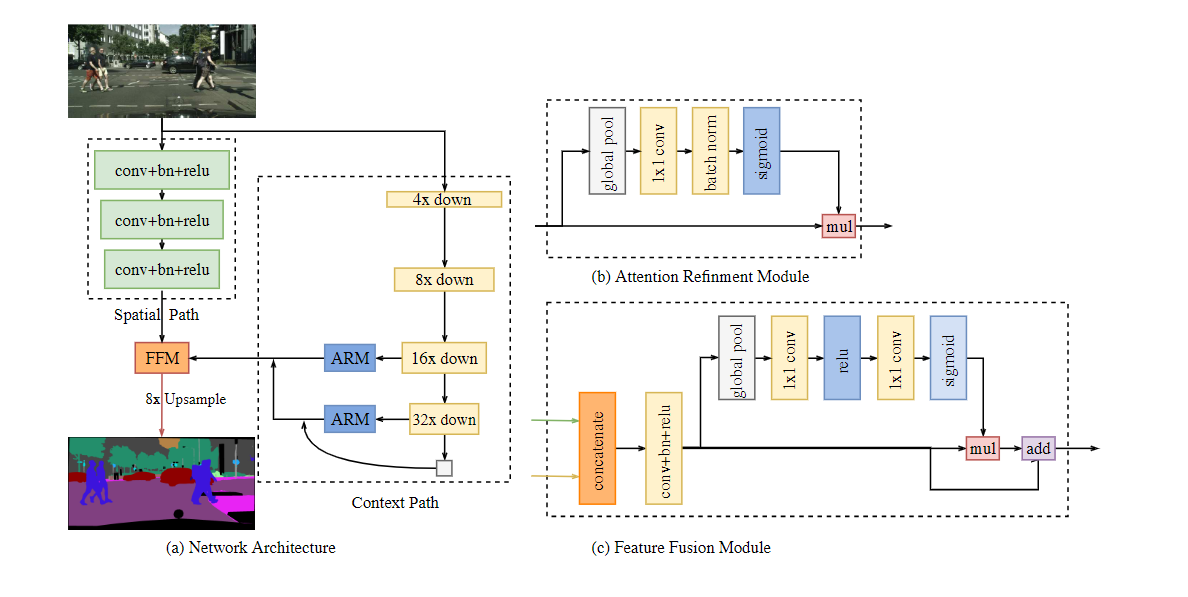 conv+bn+relu
conv+bn+relu
conv+bn+relu
Spatial Path
FFM
8x Upsample
4x down
8x down
ARM
16x down
ARM
32x down
Context Path
(a) Network Architecture
global pool
1x1 conv
batch norm
sigmoid
mul
(b) Attention Refinment Module
concatenate
conv+bn+relu
global pool
1x1 conv
relu
1x1 conv
sigmoid
mul
add
(c) Feature Fusion Module